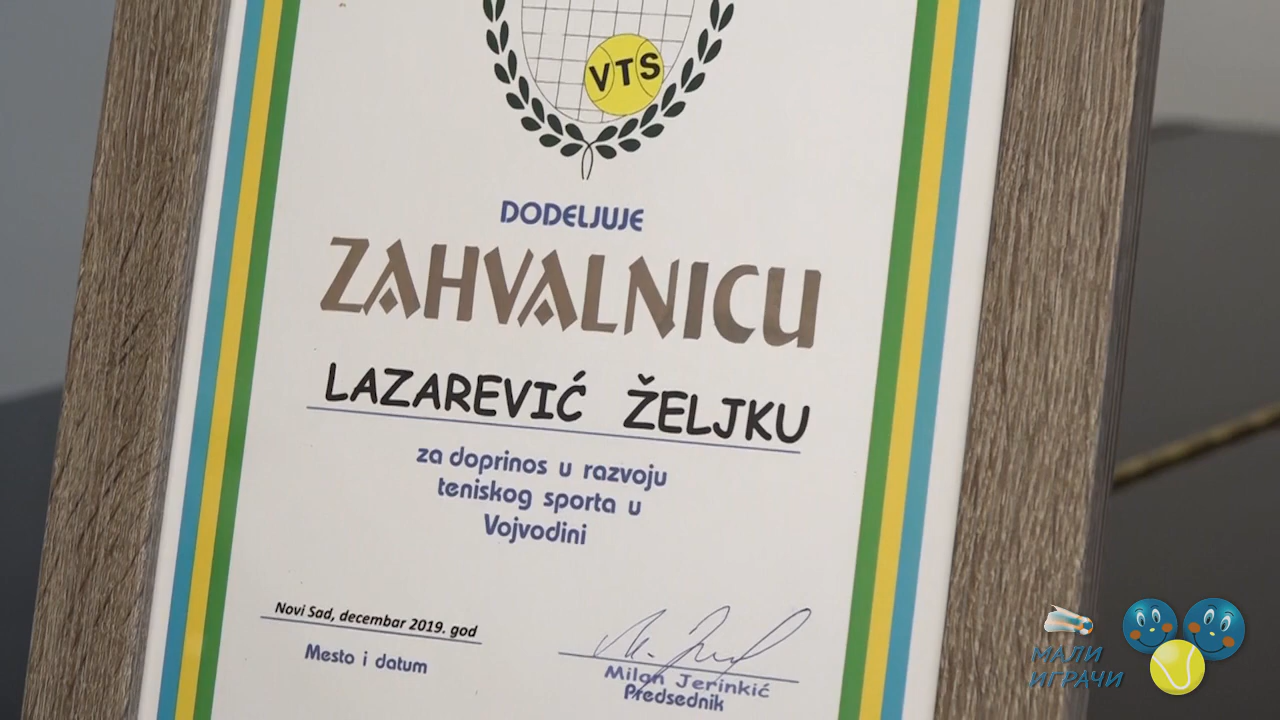 VTS
DODELJUJE
ZAHVALNICU
LAZAREVIĆ ŽELJKU
za doprinos u razvoju
teniskog sporta u
Vojvodini
Novi Sad, decembar 2019. god
Mesto i datum
Milan Jerinkić
Predsednik
МАЛИ
ИГРАЧИ